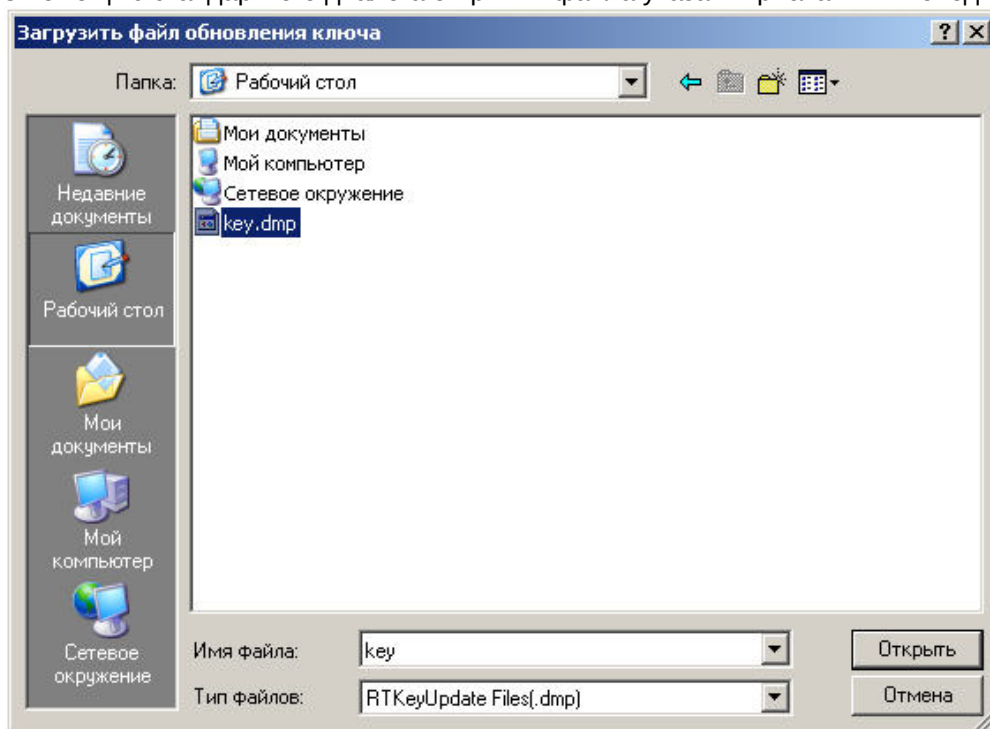 Загрузить файл обновления ключа
Папка: Рабочий стол
Мои документы
Мой компьютер
Сетевое окружение
key.dmp
Недавние
документы
Рабочий стол
Мои
документы
Мой
компьютер
Сетевое
окружение
Имя файла: key Открыть
Тип файлов: RTKeyUpdate Files(.dmp) Отмена